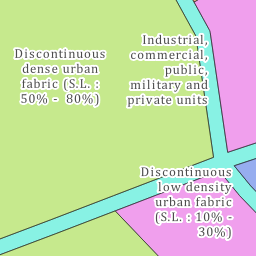 Discontinuous
dense urban
fabric (S.L. :
50% -  80%)
Industrial,
commercial,
public,
military and
private units
Discontinuous
low density
urban fabric
(S.L. : 10% -
30%)